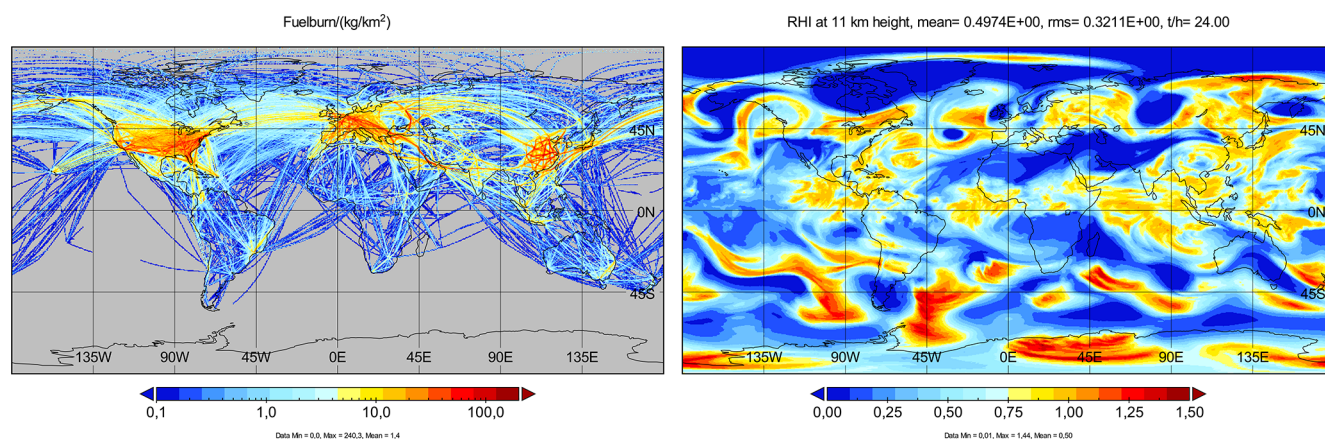 Fuelburn/(kg/km²)
45N
0N
45S
135W 90W 45W 0E 45E 90E 135E
0,1 1,0 10,0 100,0
Data Min = 0,0, Max = 240,3, Mean = 1,4
RHI at 11 km height, mean= 0.4974E+00, rms= 0.3211E+00, t/h= 24.00
45N
0N
45S
135W 90W 45W 0E 45E 90E 135E
0,00 0,25 0,50 0,75 1,00 1,25 1,50
Data Min = 0,01, Max = 1,44, Mean = 0,50